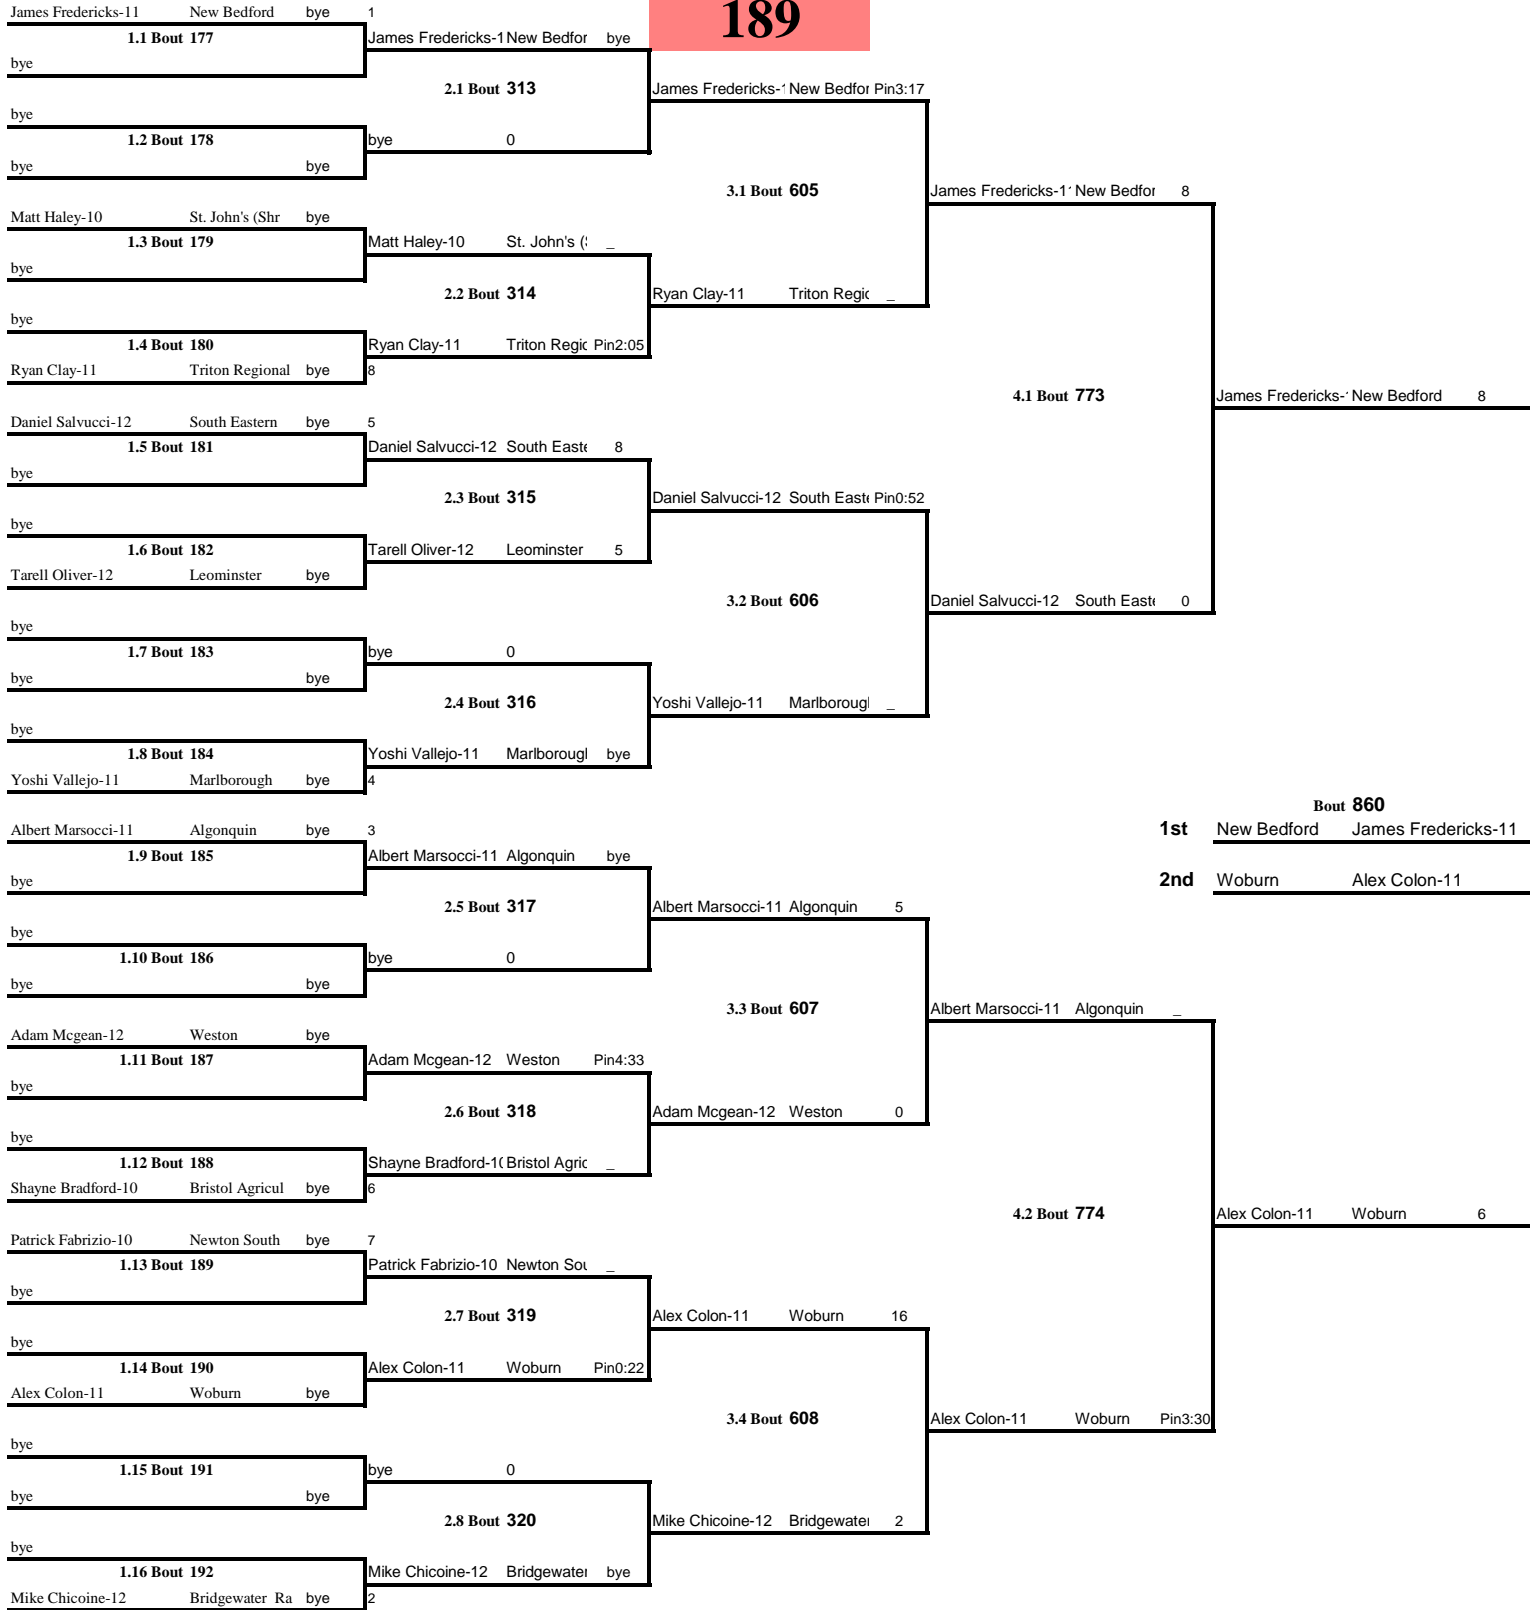 189
James Fredericks-11 New Bedford bye 1
1.1 Bout 177 James Fredericks-1 New Bedfor bye
bye
2.1 Bout 313 James Fredericks- New Bedfor Pin3:17
bye
1.2 Bout 178 bye 0
bye bye
3.1 Bout 605 James Fredericks-1 New Bedfor 8
Matt Haley-10 St. John's (Shr bye
1.3 Bout 179 Matt Haley-10 St. John's ( _
bye
2.2 Bout 314 Ryan Clay-11 Triton Regic _
bye
1.4 Bout 180 Ryan Clay-11 Triton Regic Pin2:05
Ryan Clay-11 Triton Regional bye 8
4.1 Bout 773 James Fredericks- New Bedford 8
Daniel Salvucci-12 South Eastern bye 5
1.5 Bout 181 Daniel Salvucci-12 South Easte 8
bye
2.3 Bout 315 Daniel Salvucci-12 South Easte Pin0:52
bye
1.6 Bout 182 Tarell Oliver-12 Leominster 5
Tarell Oliver-12 Leominster bye
3.2 Bout 606 Daniel Salvucci-12 South Easte 0
bye
1.7 Bout 183 bye 0
bye bye
2.4 Bout 316 Yoshi Vallejo-11 Marlboroug _
bye
1.8 Bout 184 Yoshi Vallejo-11 Marlboroug bye
Yoshi Vallejo-11 Marlborough bye 4
Bout 860
Albert Marsocci-11 Algonquin bye 3 1st New Bedford James Fredericks-11
1.9 Bout 185 Albert Marsocci-11 Algonquin bye
bye 2nd Woburn Alex Colon-11
2.5 Bout 317 Albert Marsocci-11 Algonquin 5
bye
1.10 Bout 186 bye 0
bye bye
3.3 Bout 607 Albert Marsocci-11 Algonquin _
Adam Mcgean-12 Weston bye
1.11 Bout 187 Adam Mcgean-12 Weston Pin4:33
bye
2.6 Bout 318 Adam Mcgean-12 Weston 0
bye
1.12 Bout 188 Shayne Bradford-1( Bristol Agric _
Shayne Bradford-10 Bristol Agricul bye 6
4.2 Bout 774 Alex Colon-11 Woburn 6
Patrick Fabrizio-10 Newton South bye 7
1.13 Bout 189 Patrick Fabrizio-10 Newton Sou _
bye
2.7 Bout 319 Alex Colon-11 Woburn 16
bye
1.14 Bout 190 Alex Colon-11 Woburn Pin0:22
Alex Colon-11 Woburn bye
3.4 Bout 608 Alex Colon-11 Woburn Pin3:30
bye
1.15 Bout 191 bye 0
bye bye
2.8 Bout 320 Mike Chicoine-12 Bridgewater 2
bye
1.16 Bout 192 Mike Chicoine-12 Bridgewater bye
Mike Chicoine-12 Bridgewater Ra bye 2